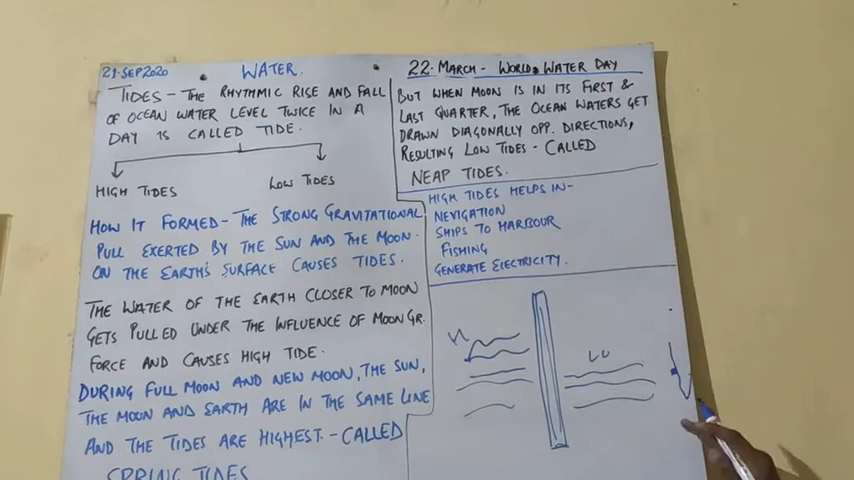 21-SEP2020
WATER.
TIDES - THE RHYTHMIC RISE AND FALL
OF OCEAN WATER LEVEL TWICE IN A
DAY IS CALLED TIDE.
HIGH TIDES
LOW TIDES
HOW IT FORMED - THE STRONG GRAVITATIONAL
PULL EXERTED BY THE SUN AND THE MOON.
ON THE EARTH'S SURFACE CAUSES TIDES.
THE WATER OF THE EARTH CLOSER TO MOON
GETS PULLED UNDER THE INFLUENCE OF MOON GR.
FORCE AND CAUSES HIGH TIDE.
DURING FULL MOON AND NEW MOON, THE SUN,
THE MOON AND EARTH ARE IN THE SAME LINE
AND THE TIDES ARE HIGHEST. - CALLED
SPRING TIDES
22-MARCH - WORLD WATER DAY
BUT WHEN MOON IS IN ITS FIRST &
LAST QUARTER, THE OCEAN WATERS GET
DRAWN DIAGONALLY OPP. DIRECTIONS,
RESULTING LOW TIDES - CALLED
NEAP TIDES.
HIGH TIDES HELPS IN-
NEVIGATION
SHIPS TO HARBOUR
FISHING
GENERATE ELECTRICITY.